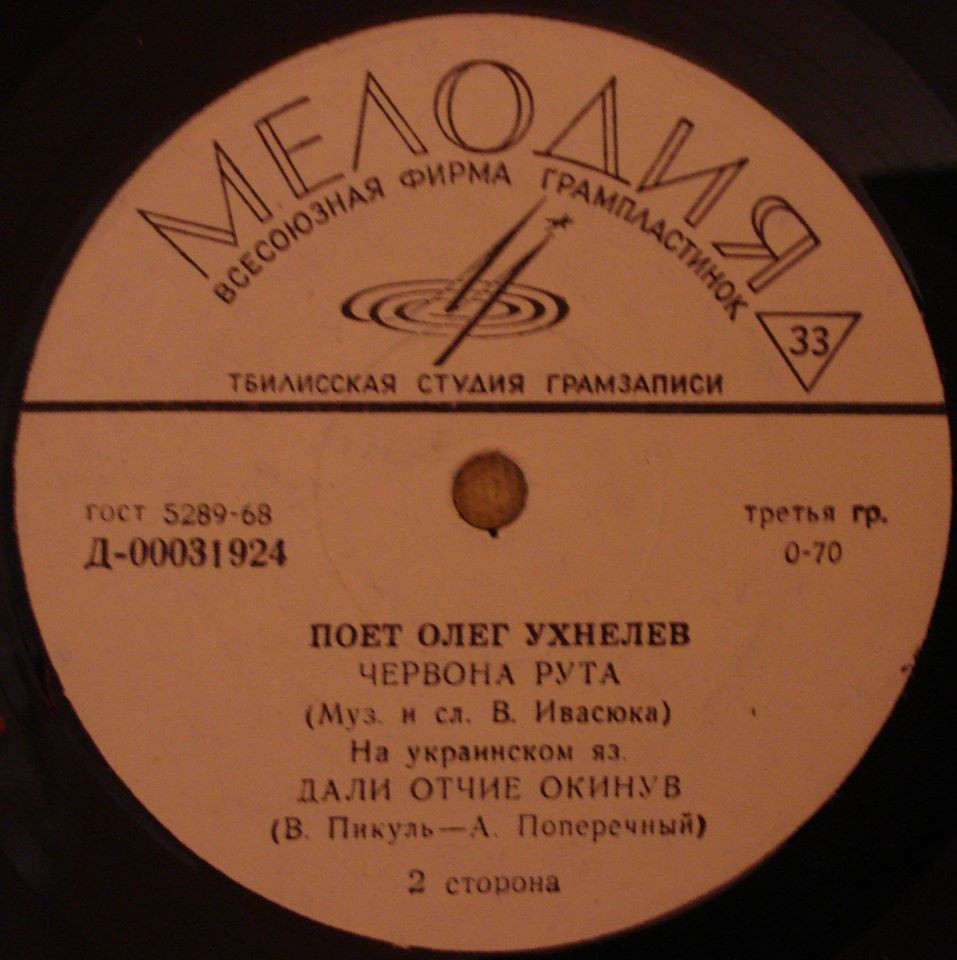 МЕЛОДИЯ
ВСЕСОЮЗНАЯ ФИРМА ГРАМПЛАСТИНОК
33
ТБИЛИССКАЯ СТУДИЯ ГРАМЗАПИСИ
гост 5289-68
третья гр.
Д-00031924
0-70
ПОЕТ ОЛЕГ УХНЕЛЕВ
ЧЕРВОНА РУТА
(Муз. и сл. В. Ивасюка)
На украинском яз.
ДАЛИ ОТЧИЕ ОКИНУВ
(В. Пикуль—А. Поперечный)
2 сторона